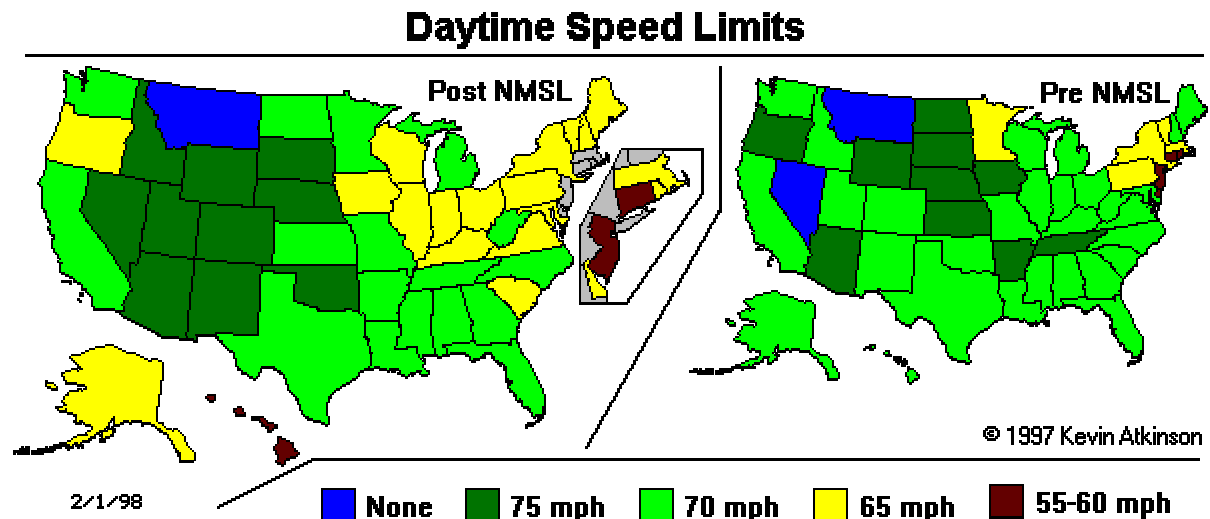 Daytime Speed Limits
Post NMSL
Pre NMSL
© 1997 Kevin Atkinson
2/1/98
None
75 mph
70 mph
65 mph
55-60 mph